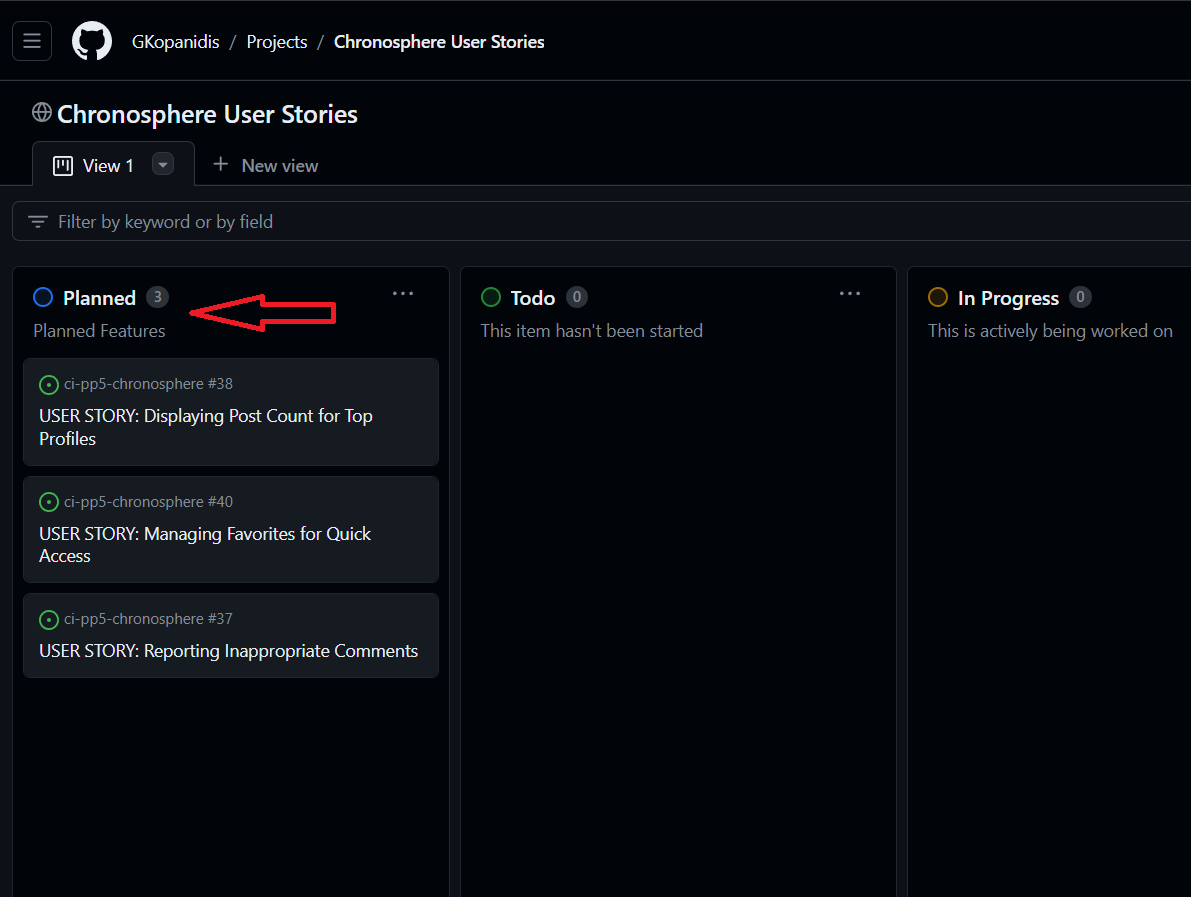 GKopanidis / Projects / Chronosphere User Stories
Chronosphere User Stories
View 1
New view
Filter by keyword or by field
Planned 3
Planned Features
ci-pp5-chronosphere #38
USER STORY: Displaying Post Count for Top
Profiles
ci-pp5-chronosphere #40
USER STORY: Managing Favorites for Quick
Access
ci-pp5-chronosphere #37
USER STORY: Reporting Inappropriate Comments
Todo 0
This item hasn't been started
In Progress 0
This is actively being worked on